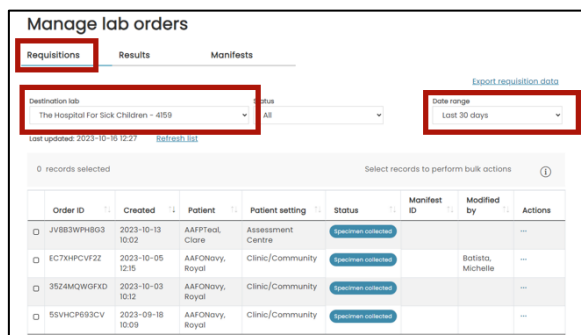 Manage lab orders
Requisitions Results Manifests
Export requisition data
Destination lab Status Date range
The Hospital For Sick Children - 4159 All Last 30 days
Last updated: 2023-10-16 12:27 Refresh list
0 records selected Select records to perform bulk actions
Order ID Created Patient Patient setting Status Manifest ID Modified by Actions
JVBB3WPHBG3 2023-10-13 10:02 AAFPTeal, Clare Assessment Centre Specimen collected ...
EC7XHPCVF2Z 2023-10-05 12:15 AAFONavy, Royal Clinic/Community Specimen collected Batista, Michelle ...
35Z4MQWGFXD 2023-10-03 10:12 AAFONavy, Royal Clinic/Community Specimen collected ...
5SVHCP693CV 2023-09-18 10:09 AAFONavy, Royal Clinic/Community Specimen collected ...